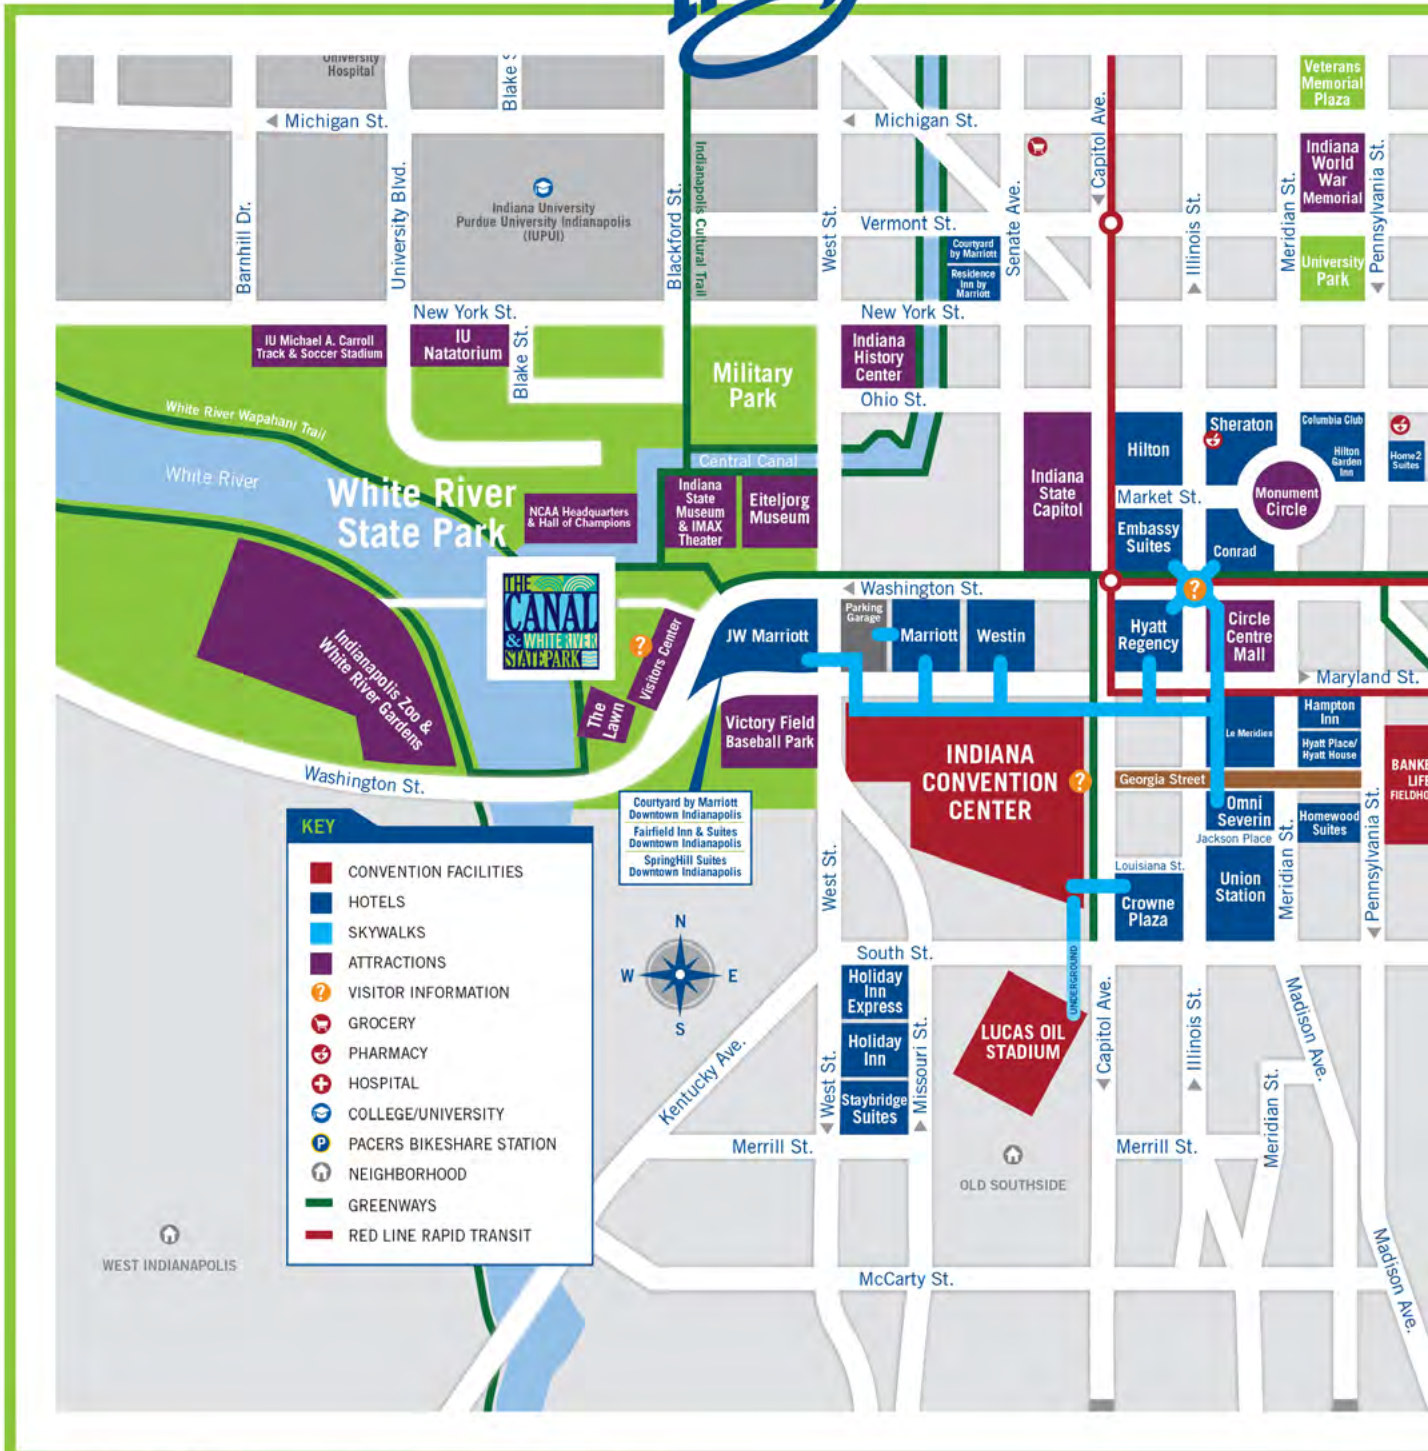 University
Hospital
Blake S
Michigan St.
Michigan St.
Capitol Ave.
Veterans
Memorial
Plaza
Indiana
World
War
Memorial
Pennsylvania St.
Barnhill Dr.
University Blvd.
Indiana University
Purdue University Indianapolis
(IUPUI)
Blackford St.
Indianapolis Cultural Trail
West St.
Vermont St.
Courtyard
by Marriott
Residence
Inn by
Marriott
Senate Ave.
Illinois St.
Meridian St.
University
Park
New York St.
New York St.
IU Michael A. Carroll
Track & Soccer Stadium
IU
Natatorium
Blake St.
Military
Park
Indiana
History
Center
Ohio St.
White River Wapahani Trail
White River
White River
State Park
Central Canal
NCAA Headquarters
& Hall of Champions
Indiana
State
Museum
& IMAX
Theater
Eiteljorg
Museum
Indiana
State
Capitol
Hilton
Sheraton
Columbia Club
Hilton
Garden
Inn
Home2
Suites
Market St.
Monument
Circle
Embassy
Suites
Conrad
THE
CANAL
& WHITE RIVER
STATE PARK
Washington St.
Indianapolis Zoo &
White River Gardens
?
Visitors Center
The
Lawn
JW Marriott
Parking
Garage
Marriott
Westin
Hyatt
Regency
?
Circle
Centre
Mall
Maryland St.
Victory Field
Baseball Park
INDIANA
CONVENTION
CENTER
?
Le Meridien
Hampton
Inn
Hyatt Place/
Hyatt House
BANKE
LIFE
FIELDHO
Georgia Street
Washington St.
Courtyard by Marriott
Downtown Indianapolis
Fairfield Inn & Suites
Downtown Indianapolis
SpringHill Suites
Downtown Indianapolis
Omni
Severin
Homewood
Suites
Jackson Place
Louisiana St.
Crowne
Plaza
Union
Station
Meridian St.
Pennsylvania St.
West St.
KEY
CONVENTION FACILITIES
HOTELS
SKYWALKS
ATTRACTIONS
? VISITOR INFORMATION
GROCERY
PHARMACY
HOSPITAL
COLLEGE/UNIVERSITY
P PACERS BIKESHARE STATION
NEIGHBORHOOD
GREENWAYS
RED LINE RAPID TRANSIT
N
W E
S
South St.
Holiday
Inn
Express
Holiday
Inn
Staybridge
Suites
UNDERGROUND
LUCAS OIL
STADIUM
Kentucky Ave.
West St.
Missouri St.
Capitol Ave.
Illinois St.
Madison Ave.
Meridian St.
Merrill St.
Merrill St.
OLD SOUTHSIDE
WEST INDIANAPOLIS
McCarty St.
Madison Ave.